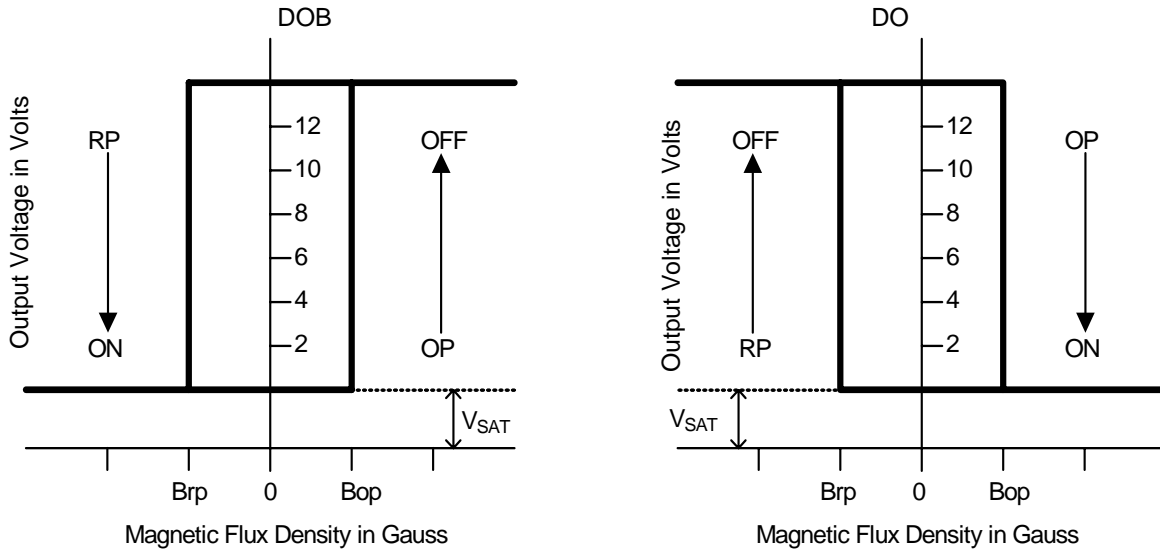 DOB
Output Voltage in Volts
RP
ON
12
10
8
6
4
2
OFF
OP
VSAT
Brp
0
Bop
Magnetic Flux Density in Gauss
DO
Output Voltage in Volts
OFF
RP
12
10
8
6
4
2
OP
ON
VSAT
Brp
0
Bop
Magnetic Flux Density in Gauss